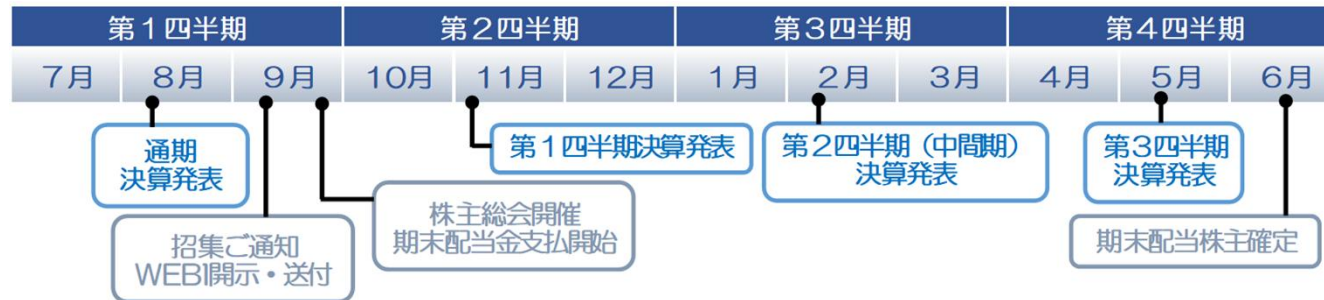 第1四半期 第2四半期 第3四半期 第4四半期
7月 8月 9月 10月 11月 12月 1月 2月 3月 4月 5月 6月
通期
決算発表
第1四半期決算発表
第2四半期(中間期)
決算発表
第3四半期
決算発表
招集ご通知
WEB開示・送付
株主総会開催
期末配当金支払開始
期末配当株主確定